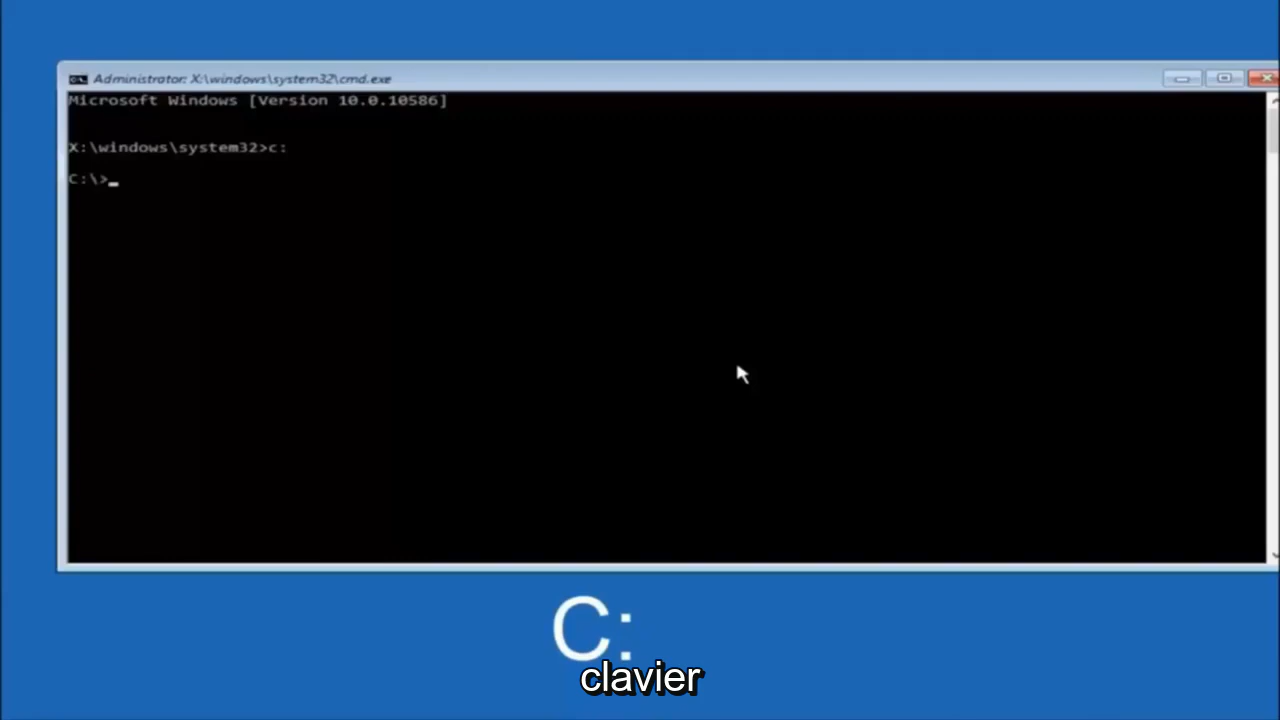 Administrator: X:\windows\system32\cmd.exe
Microsoft Windows [Version 10.0.10586]
X:\windows\system32>c:
C:\>_
C:
clavier